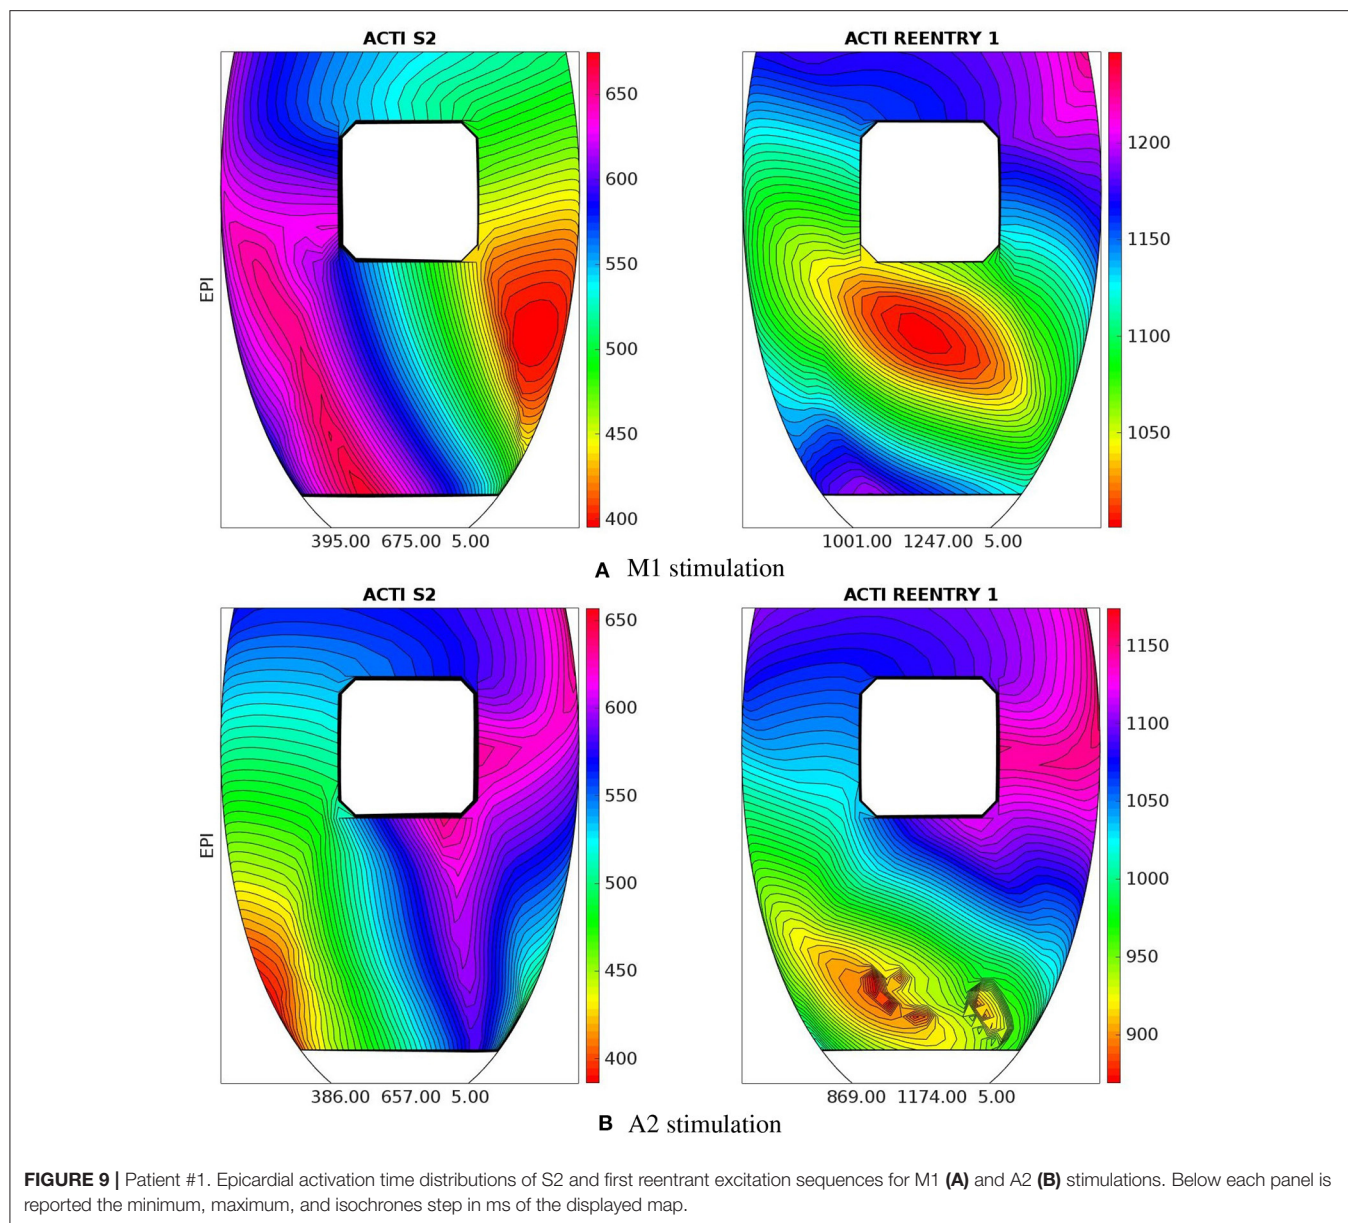 ACTI S2
ACTI REENTRY 1
EPI
650
600
550
500
450
400
1200
1150
1100
1050
395.00 675.00 5.00
1001.00 1247.00 5.00
A M1 stimulation
ACTI S2
ACTI REENTRY 1
EPI
650
600
550
500
450
400
1150
1100
1050
1000
950
900
386.00 657.00 5.00
869.00 1174.00 5.00
B A2 stimulation
FIGURE 9 | Patient #1. Epicardial activation time distributions of S2 and first reentrant excitation sequences for M1 (A) and A2 (B) stimulations. Below each panel is
reported the minimum, maximum, and isochrones step in ms of the displayed map.